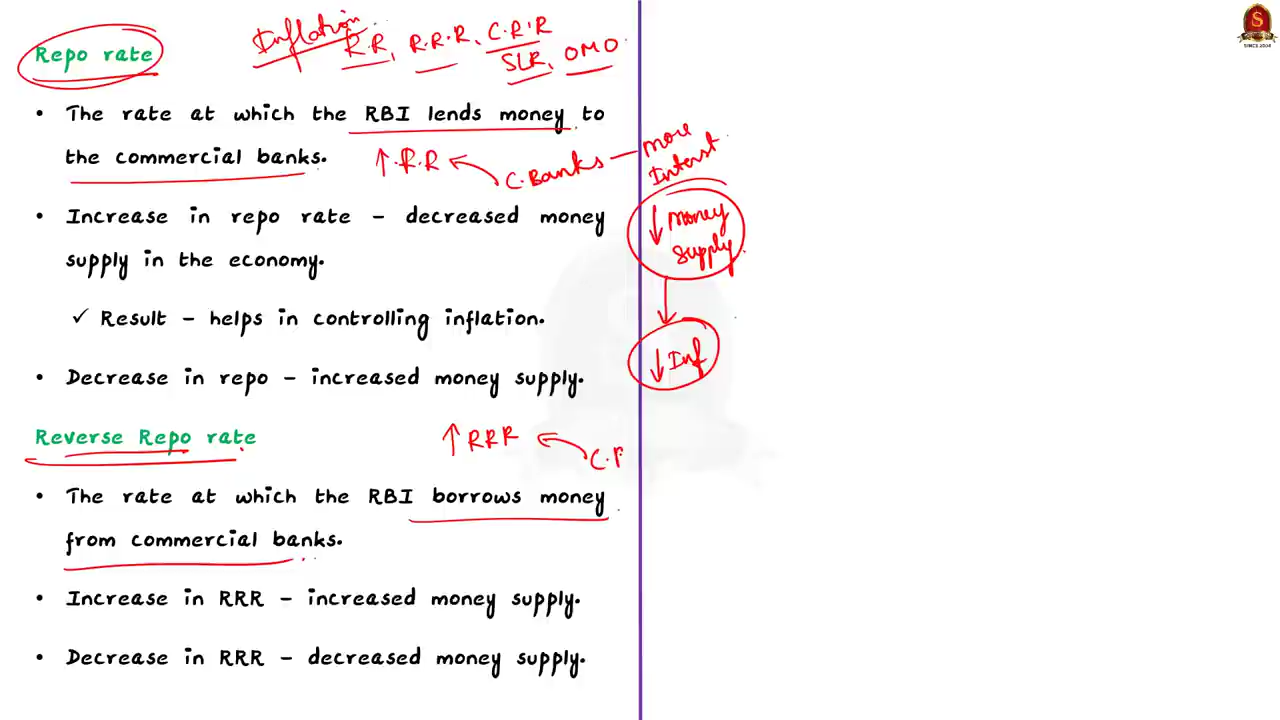 Repo rate
Inflation
R.R, R.R.R, C.R.R
SLR, OMO
• The rate at which the RBI lends money to
the commercial banks.
↑ R.R
C.Banks – more
Interst
• Increase in repo rate – decreased money
supply in the economy.
↓ money
supply
✓ Result – helps in controlling inflation.
↓ Inf
• Decrease in repo – increased money supply.
Reverse Repo rate
↑ RRR
• The rate at which the RBI borrows money
from commercial banks.
• Increase in RRR – increased money supply.
• Decrease in RRR – decreased money supply.
S
SINCE 2004